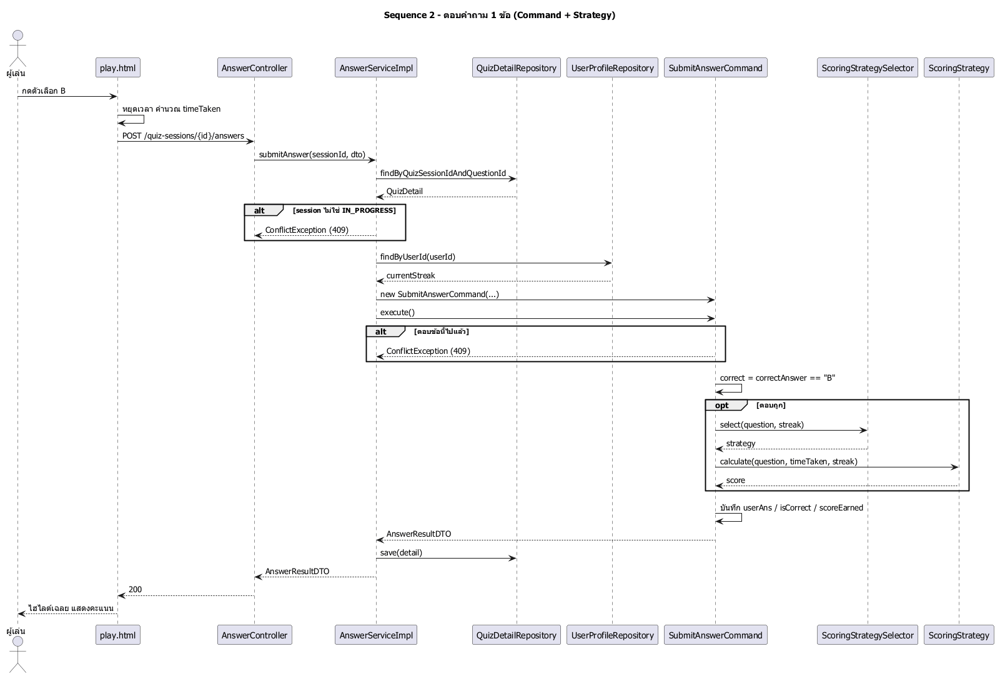 Sequence 2 - ตอบคำถาม 1 ข้อ (Command + Strategy)
ผู้เล่น
play.html
AnswerController
AnswerServiceImpl
QuizDetailRepository
UserProfileRepository
SubmitAnswerCommand
ScoringStrategySelector
ScoringStrategy
กดตัวเลือก B
หยุดเวลา คำนวณ timeTaken
POST /quiz-sessions/{id}/answers
submitAnswer(sessionId, dto)
findByQuizSessionIdAndQuestionId
QuizDetail
alt [session ไม่ใช่ IN_PROGRESS]
ConflictException (409)
findByUserId(userId)
currentStreak
new SubmitAnswerCommand(...)
execute()
alt [ตอบข้อนี้ไปแล้ว]
ConflictException (409)
correct = correctAnswer == "B"
opt [ตอบถูก]
select(question, streak)
strategy
calculate(question, timeTaken, streak)
score
บันทึก userAns / isCorrect / scoreEarned
AnswerResultDTO
save(detail)
AnswerResultDTO
200
ไฮไลต์เฉลย แสดงคะแนน
ผู้เล่น
play.html
AnswerController
AnswerServiceImpl
QuizDetailRepository
UserProfileRepository
SubmitAnswerCommand
ScoringStrategySelector
ScoringStrategy